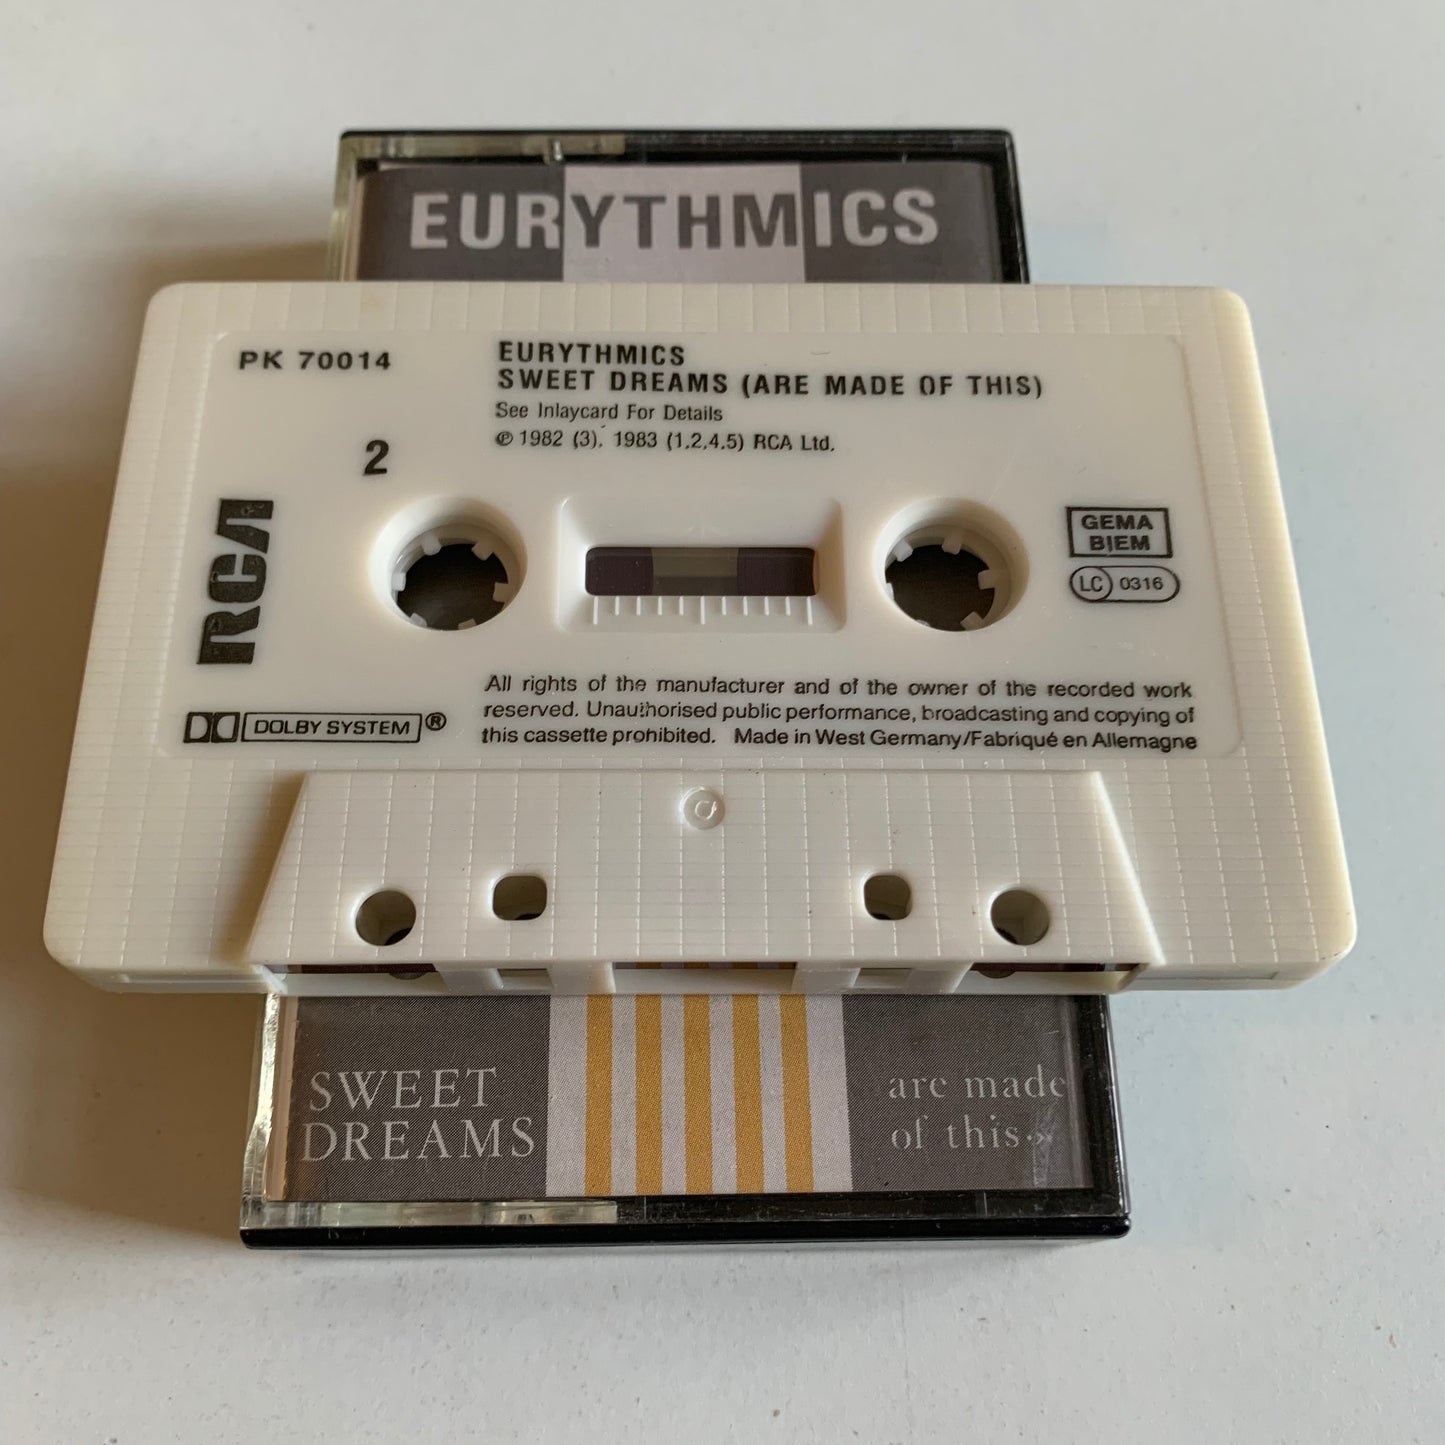 EURYTHMICS
PK 70014
EURYTHMICS
SWEET DREAMS (ARE MADE OF THIS)
See Inlaycard For Details
℗ 1982 (3), 1983 (1,2,4,5) RCA Ltd.
2
RCA
GEMA
BIEM
LC 0316
All rights of the manufacturer and of the owner of the recorded work
reserved. Unauthorised public performance, broadcasting and copying of
this cassette prohibited. Made in West Germany/Fabriqué en Allemagne
DOLBY SYSTEM ®
SWEET
DREAMS
are made
of this